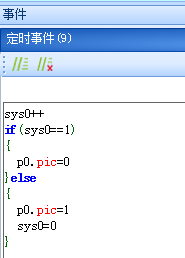 事件
定时事件(9)
sys0++
if(sys0==1)
{
  p0.pic=0
}else
{
  p0.pic=1
  sys0=0
}